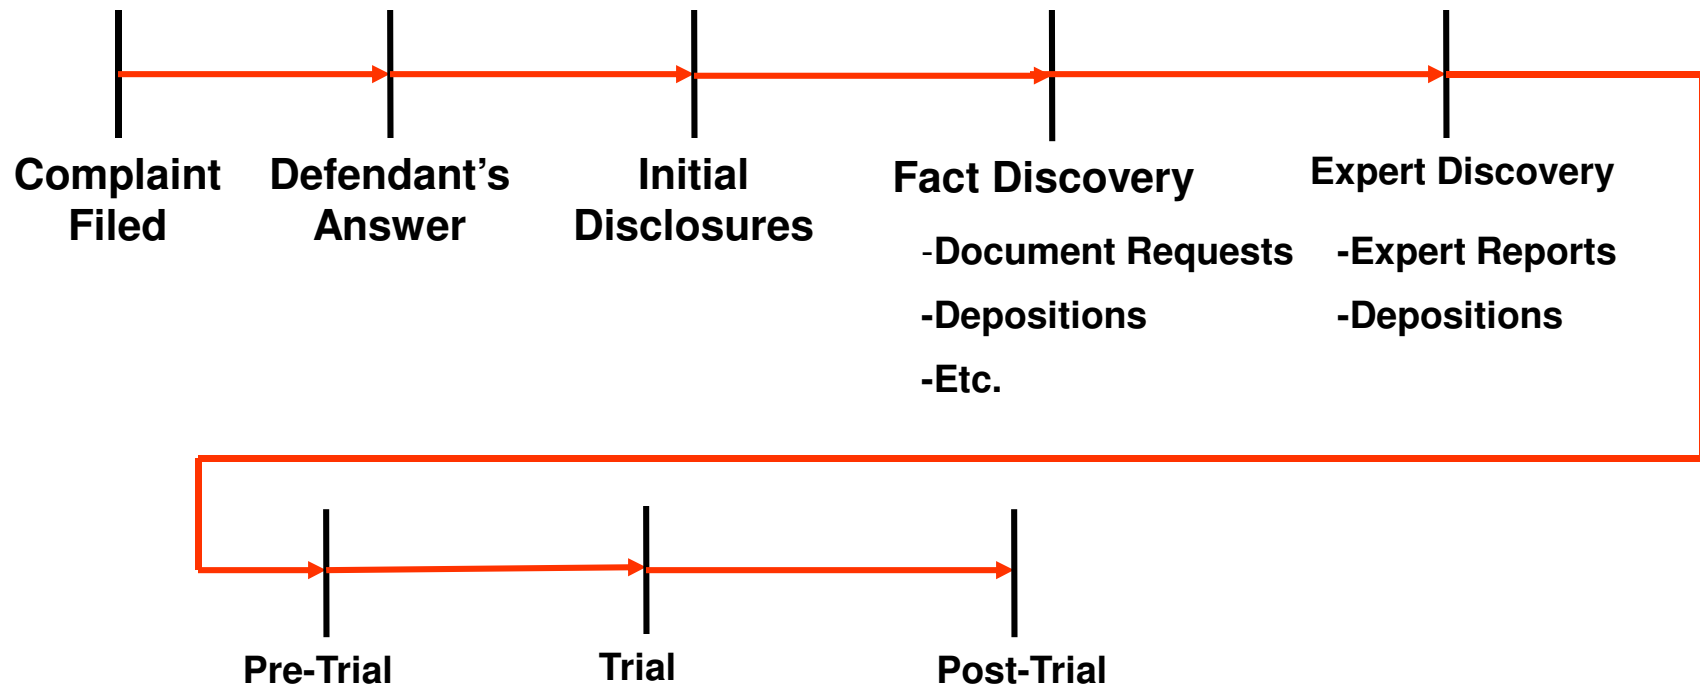 Complaint
Filed
Defendant’s
Answer
Initial
Disclosures
Fact Discovery
-Document Requests
-Depositions
-Etc.
Expert Discovery
-Expert Reports
-Depositions
Pre-Trial
Trial
Post-Trial